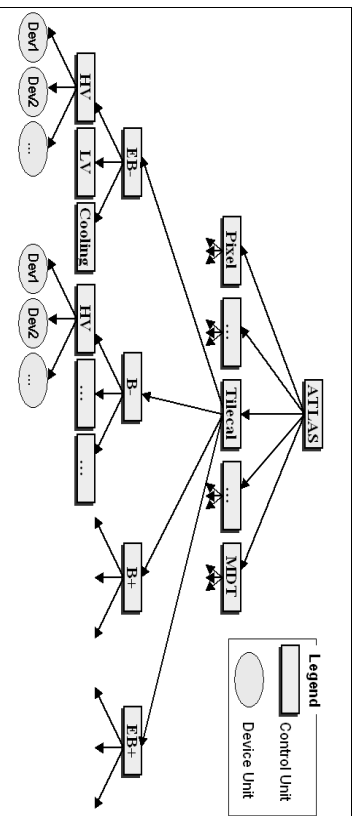 ATLAS
Pixel
...
Tilecal
...
MDT
EB-
B-
B+
EB+
HV
LV
Cooling
HV
...
...
Dev1
Dev2
...
Dev1
Dev2
...
Legend
Control Unit
Device Unit